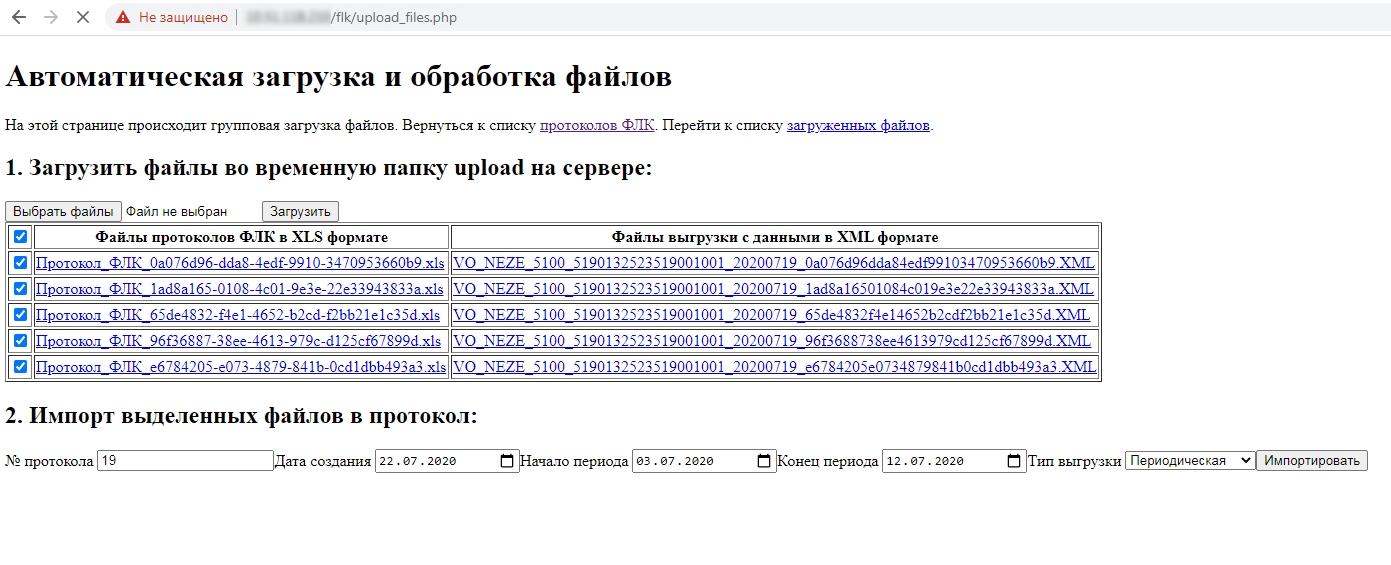 Не защищено /flk/upload_files.php
Автоматическая загрузка и обработка файлов
На этой странице происходит групповая загрузка файлов. Вернуться к списку протоколов ФЛК. Перейти к списку загруженных файлов.
1. Загрузить файлы во временную папку upload на сервере:
Выбрать файлы Файл не выбран Загрузить
Файлы протоколов ФЛК в XLS формате Файлы выгрузки с данными в XML формате
Протокол_ФЛК_0a076d96-dda8-4edf-9910-3470953660b9.xls VO_NEZE_5100_5190132523519001001_20200719_0a076d96dda84edf99103470953660b9.XML
Протокол_ФЛК_1ad8a165-0108-4c01-9e3e-22e33943833a.xls VO_NEZE_5100_5190132523519001001_20200719_1ad8a16501084c019e3e22e33943833a.XML
Протокол_ФЛК_65de4832-f4e1-4652-b2cd-f2bb21e1c35d.xls VO_NEZE_5100_5190132523519001001_20200719_65de4832f4e14652b2cdf2bb21e1c35d.XML
Протокол_ФЛК_96f36887-38ee-4613-979c-d125cf67899d.xls VO_NEZE_5100_5190132523519001001_20200719_96f3688738ee4613979cd125cf67899d.XML
Протокол_ФЛК_e6784205-e073-4879-841b-0cd1dbb493a3.xls VO_NEZE_5100_5190132523519001001_20200719_e6784205e0734879841b0cd1dbb493a3.XML
2. Импорт выделенных файлов в протокол:
№ протокола 19 Дата создания 22.07.2020 Начало периода 03.07.2020 Конец периода 12.07.2020 Тип выгрузки Периодическая Импортировать